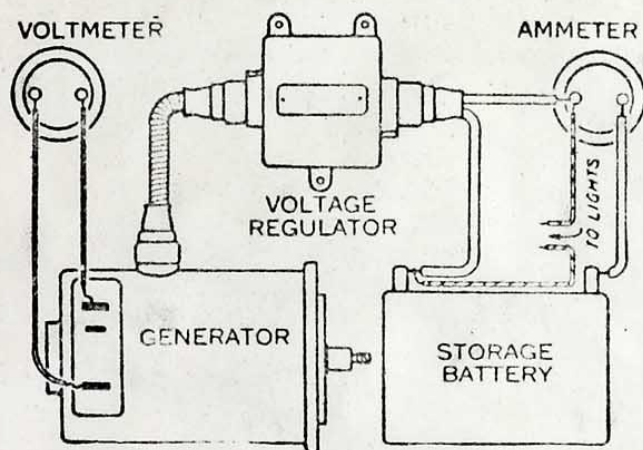 VOLTMETER
AMMETER
VOLTAGE
REGULATOR
TO LIGHTS
GENERATOR
STORAGE
BATTERY